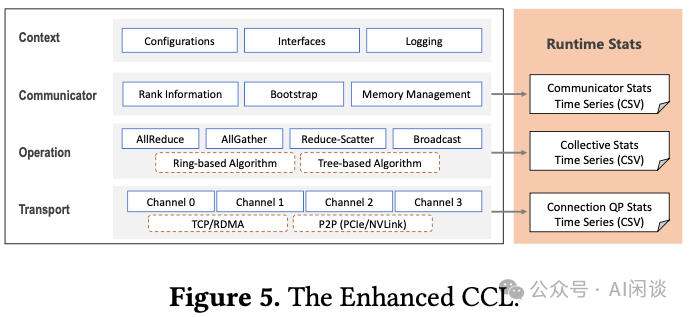 Context
Configurations
Interfaces
Logging
Runtime Stats
Communicator
Rank Information
Bootstrap
Memory Management
Communicator Stats
Time Series (CSV)
Operation
AllReduce
AllGather
Reduce-Scatter
Broadcast
Ring-based Algorithm
Tree-based Algorithm
Collective Stats
Time Series (CSV)
Transport
Channel 0
Channel 1
Channel 2
Channel 3
TCP/RDMA
P2P (PCIe/NVLink)
Connection QP Stats
Time Series (CSV)
Figure 5. The Enhanced CCL.
公众号 · AI闲谈